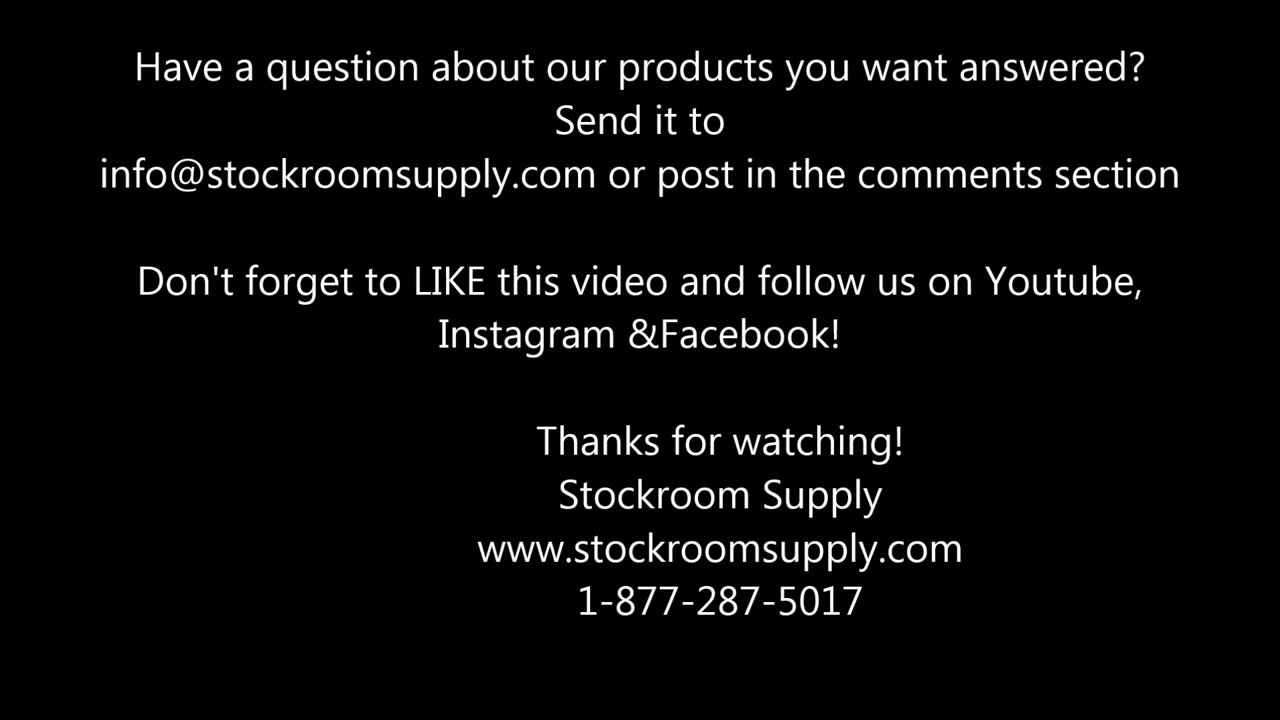 Have a question about our products you want answered?
Send it to
info@stockroomsupply.com or post in the comments section
Don't forget to LIKE this video and follow us on Youtube,
Instagram &Facebook!
Thanks for watching!
Stockroom Supply
www.stockroomsupply.com
1-877-287-5017